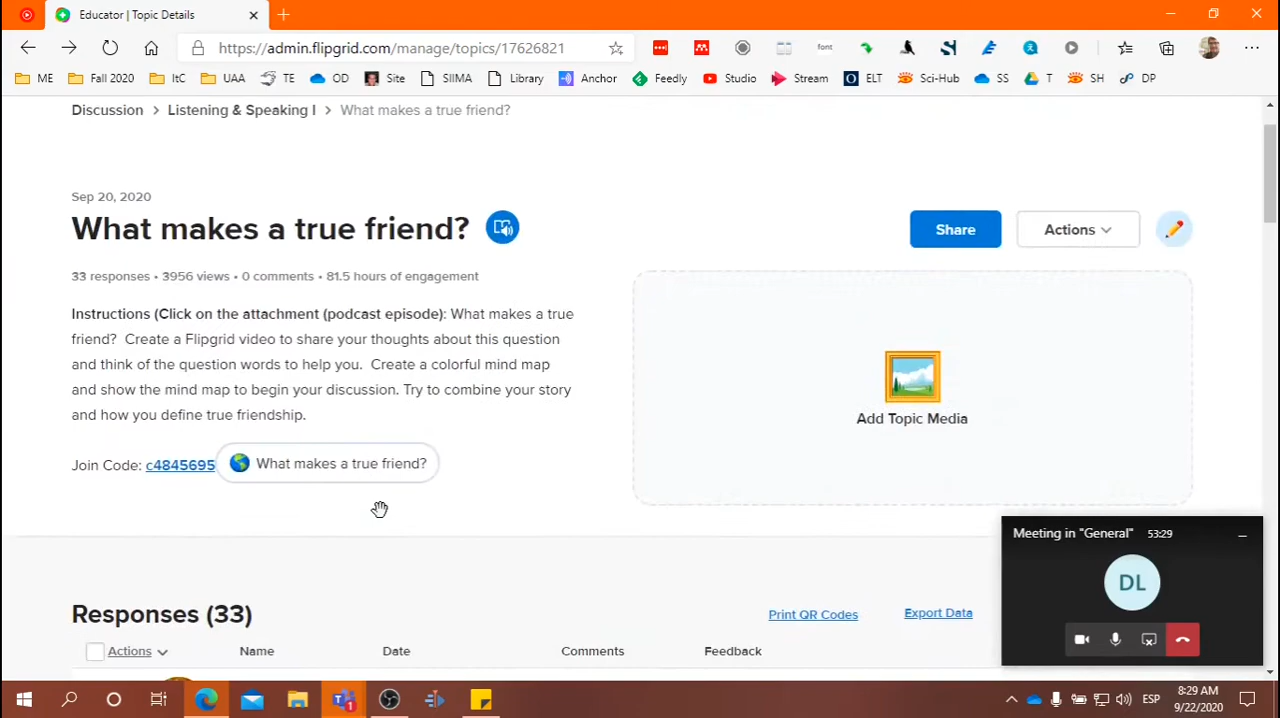 Educator | Topic Details
https://admin.flipgrid.com/manage/topics/17626821
font
ME Fall 2020 ItC UAA TE OD Site SIIMA Library Anchor Feedly Studio Stream ELT Sci-Hub SS T SH DP
Discussion > Listening & Speaking I > What makes a true friend?
Sep 20, 2020
What makes a true friend?
Share
Actions
33 responses • 3956 views • 0 comments • 81.5 hours of engagement
Instructions (Click on the attachment (podcast episode): What makes a true
friend? Create a Flipgrid video to share your thoughts about this question
and think of the question words to help you. Create a colorful mind map
and show the mind map to begin your discussion. Try to combine your story
and how you define true friendship.
Add Topic Media
Join Code: c4845695 What makes a true friend?
Meeting in "General" 53:29
DL
Responses (33)
Print QR Codes
Export Data
Actions Name Date Comments Feedback
ESP
8:29 AM
9/22/2020